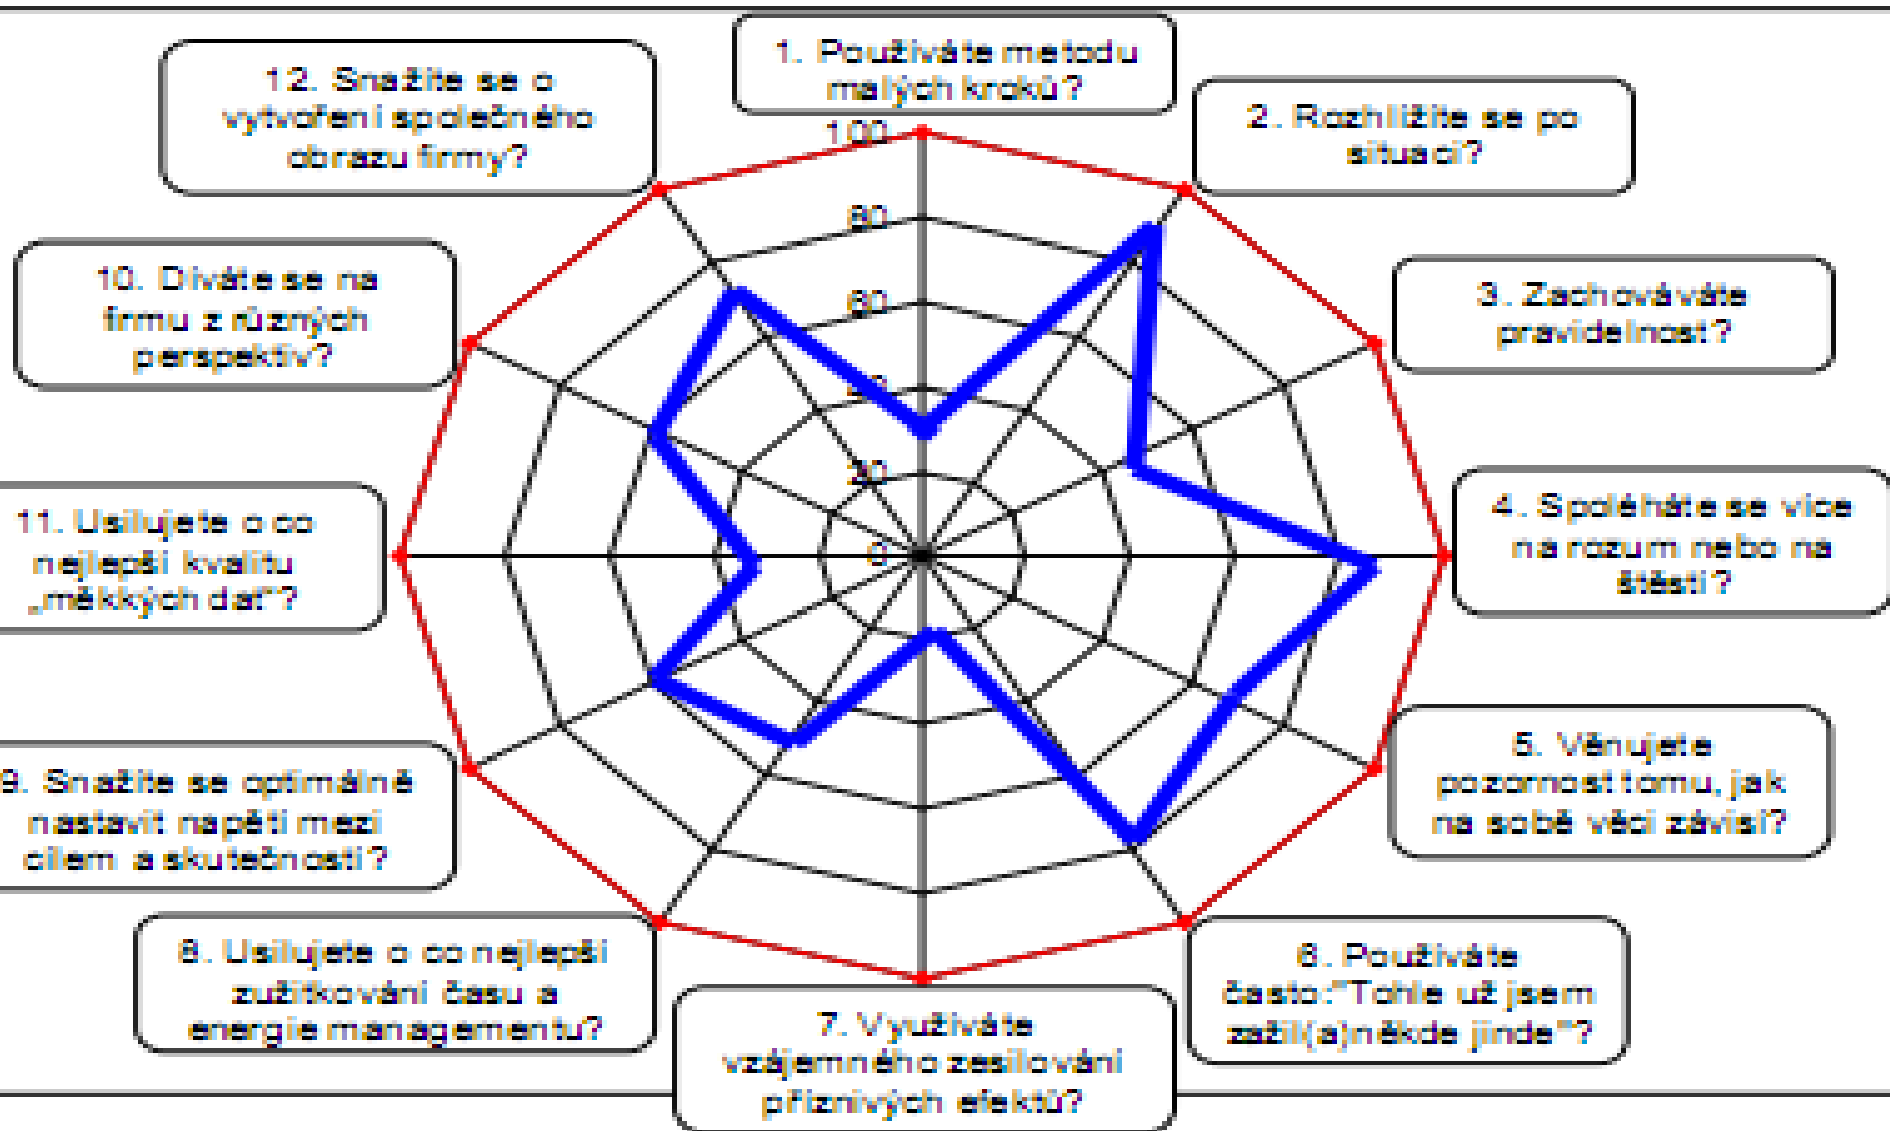 1. Používáte metodu
malých kroků?
2. Rozhlížíte se po
situaci?
3. Zachováváte
pravidelnost?
4. Spoléháte se více
na rozum nebo na
štěstí?
5. Věnujete
pozornost tomu, jak
na sobě věci závisí?
6. Používáte
často:"Tohle už jsem
zažil(a)někde jinde"?
7. Využíváte
vzájemného zesilování
příznivých efektů?
8. Usilujete o co nejlepší
zužitkování času a
energie managementu?
9. Snažíte se optimálně
nastavit napětí mezi
cílem a skutečností?
11. Usilujete o co
nejlepší kvalitu
„měkkých dat"?
10. Díváte se na
firmu z různých
perspektiv?
12. Snažíte se o
vytvoření společného
obrazu firmy?
100
80
60
40
20
0